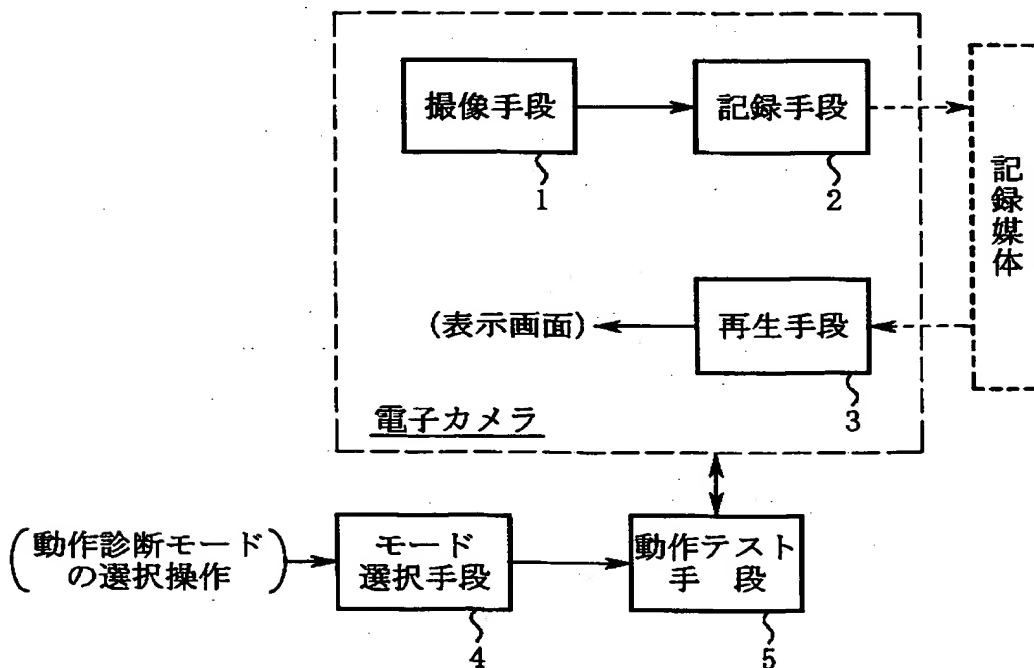 撮像手段
1
記録手段
2
記録媒体
(表示画面)
再生手段
3
電子カメラ
(動作診断モード
の選択操作)
モード
選択手段
4
動作テスト
手 段
5